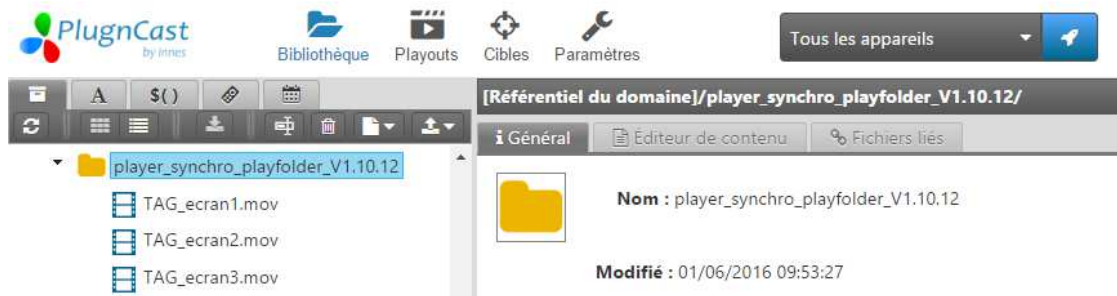 PlugnCast
by innes
Bibliothèque
Playouts
Cibles
Paramètres
Tous les appareils
A
$()
[Référentiel du domaine]/player_synchro_playfolder_V1.10.12/
i Général
Éditeur de contenu
Fichiers liés
player_synchro_playfolder_V1.10.12
TAG_ecran1.mov
TAG_ecran2.mov
TAG_ecran3.mov
Nom : player_synchro_playfolder_V1.10.12
Modifié : 01/06/2016 09:53:27